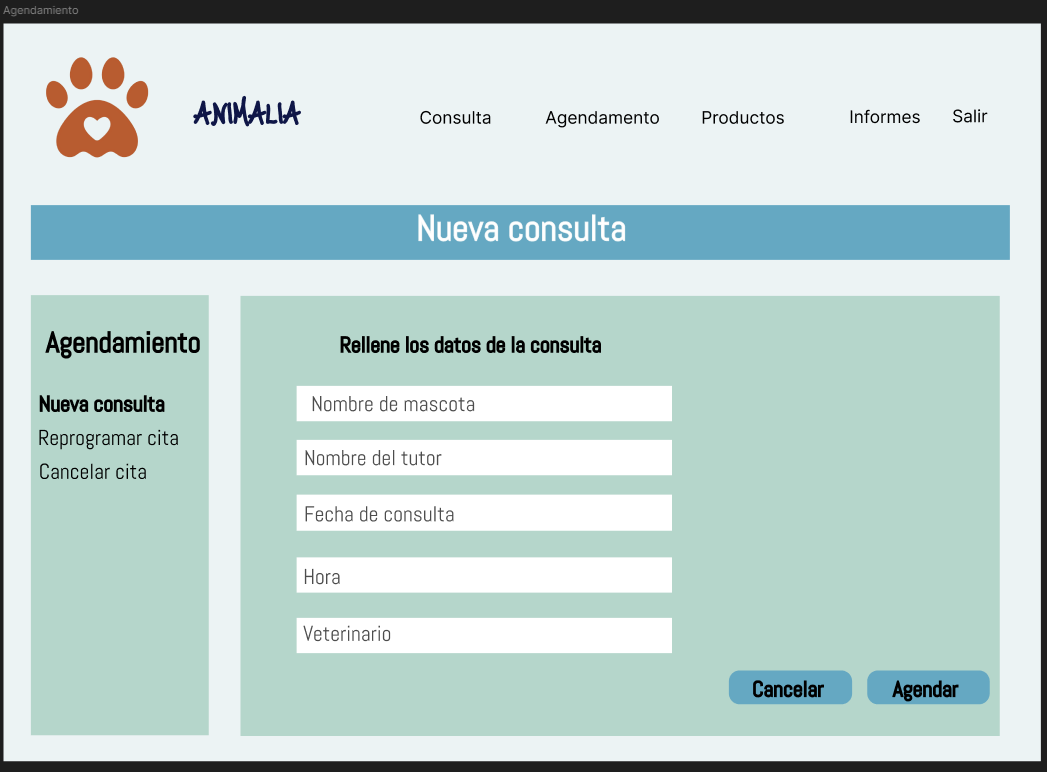 Agendamiento
ANIMALIA
Consulta Agendamento Productos Informes Salir
Nueva consulta
Agendamiento
Nueva consulta
Reprogramar cita
Cancelar cita
Rellene los datos de la consulta
Nombre de mascota
Nombre del tutor
Fecha de consulta
Hora
Veterinario
Cancelar Agendar